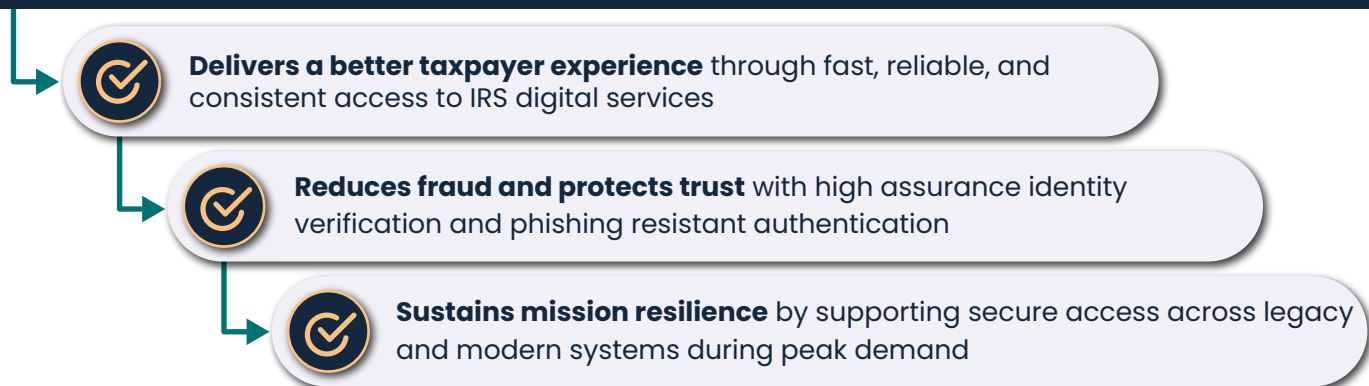 Delivers a better taxpayer experience through fast, reliable, and
consistent access to IRS digital services
Reduces fraud and protects trust with high assurance identity
verification and phishing resistant authentication
Sustains mission resilience by supporting secure access across legacy
and modern systems during peak demand